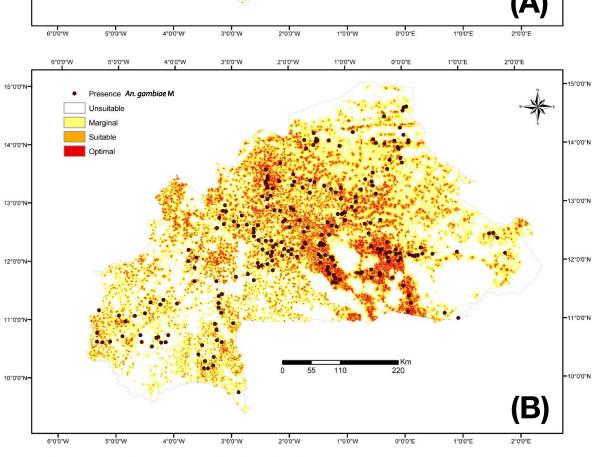 (A)
6°0'0"W 5°0'0"W 4°0'0"W 3°0'0"W 2°0'0"W 1°0'0"W 0°0'0"E 1°0'0"E 2°0'0"E
6°0'0"W 5°0'0"W 4°0'0"W 3°0'0"W 2°0'0"W 1°0'0"W 0°0'0"E 1°0'0"E 2°0'0"E
Presence An. gambiae M
Unsuitable
Marginal
Suitable
Optimal
15°0'0"N 15°0'0"N
14°0'0"N 14°0'0"N
13°0'0"N 13°0'0"N
12°0'0"N 12°0'0"N
11°0'0"N 11°0'0"N
10°0'0"N 10°0'0"N
Km
0 55 110 220
(B)
6°0'0"W 5°0'0"W 4°0'0"W 3°0'0"W 2°0'0"W 1°0'0"W 0°0'0"E 1°0'0"E 2°0'0"E